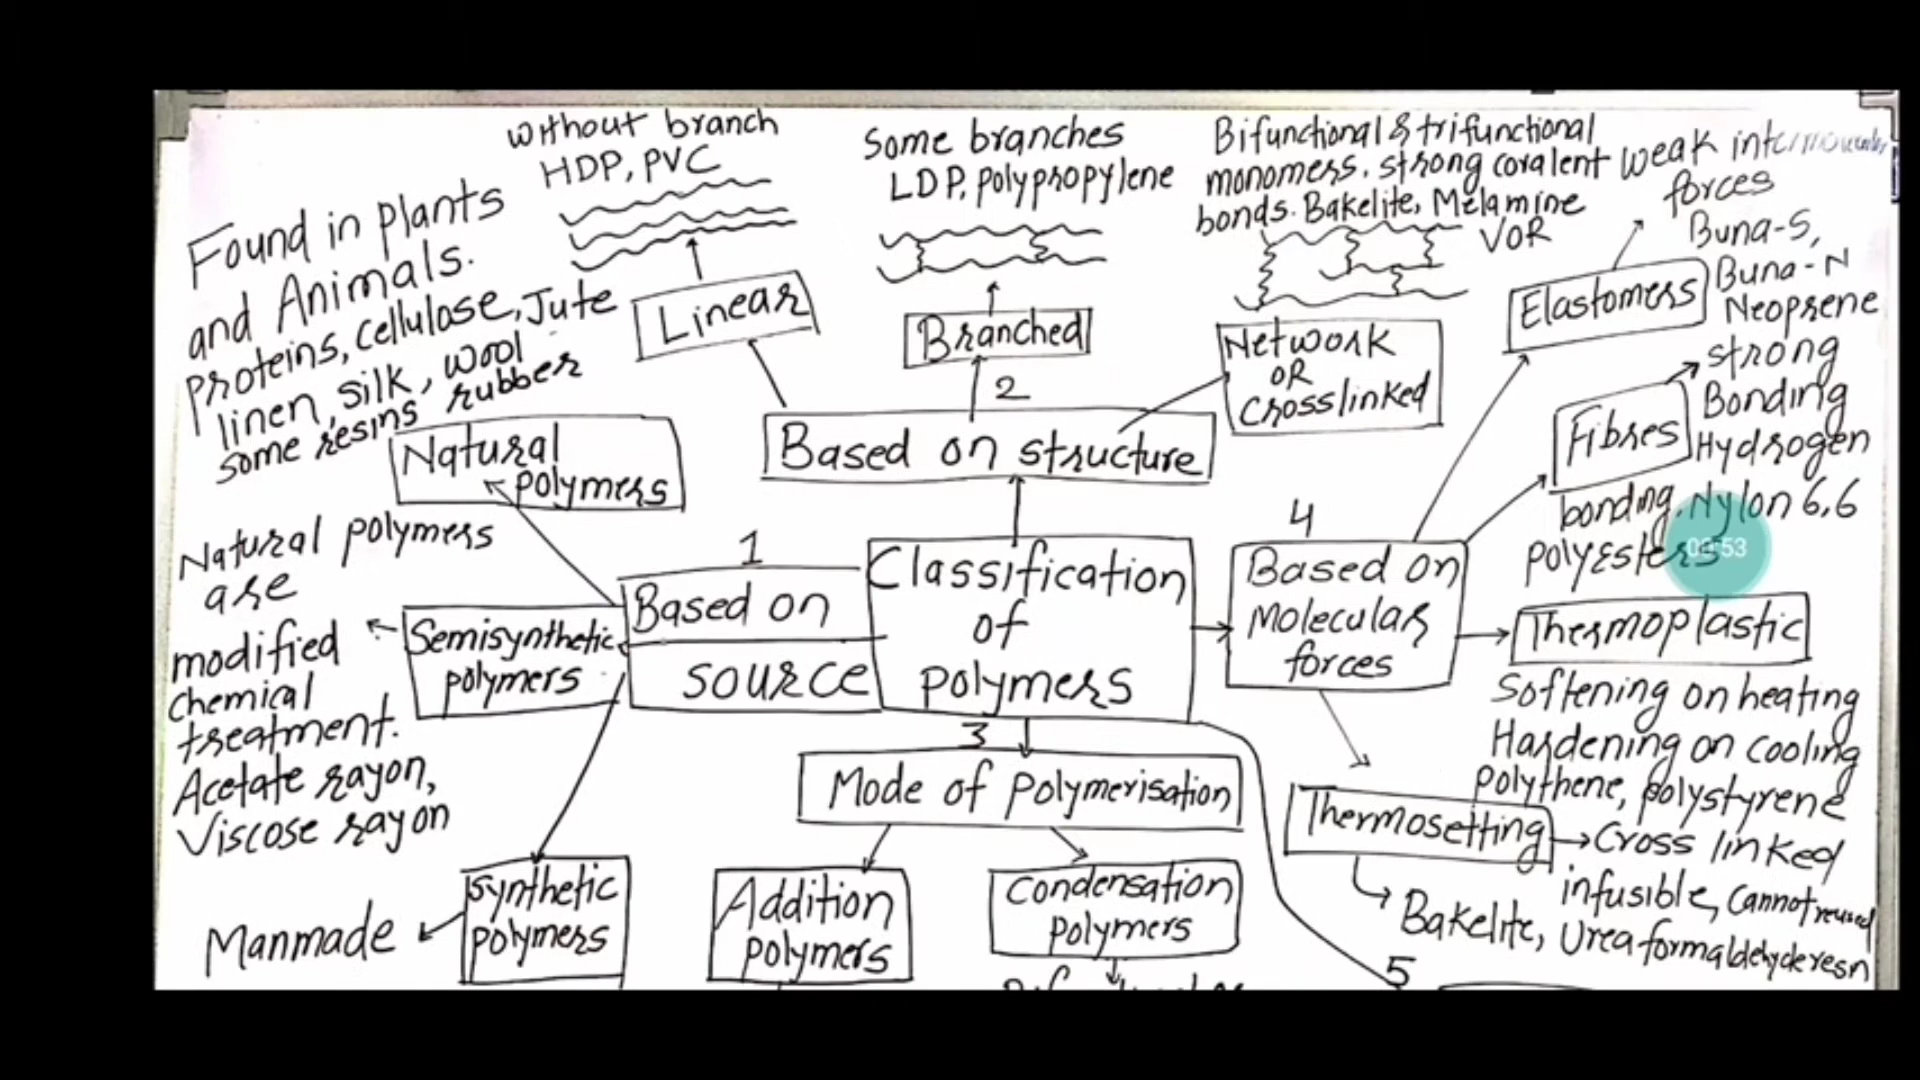 without branch
HDP, PVC
Some branches
LDP, polypropylene
Bifunctional & trifunctional
monomers, strong covalent
bonds. Bakelite, Melamine
VOR
weak intermolecular
forces
Buna-S,
Buna-N
Neoprene
Found in plants
and Animals.
proteins, cellulose, Jute
linen, silk, wool
some resins rubber
Linear
Branched
Network
OR
Crosslinked
Elastomers
strong
Bonding
Hydrogen
bonding, Nylon 6,6
polyesters
Fibres
2
Based on structure
Natural
polymers
Natural polymers
are
modified
chemical
treatment.
Acetate rayon,
Viscose rayon
Semisynthetic
polymers
1
Based on
source
Classification
of
polymers
4
Based on
Molecular
forces
Thermoplastic
Softening on heating
Hardening on cooling
polythene, polystyrene
3
Mode of polymerisation
Thermosetting
Cross linked
infusible, Cannot reused
Bakelite, Urea formaldehyde resn
Manmade
synthetic
polymers
Addition
polymers
Condensation
polymers
5